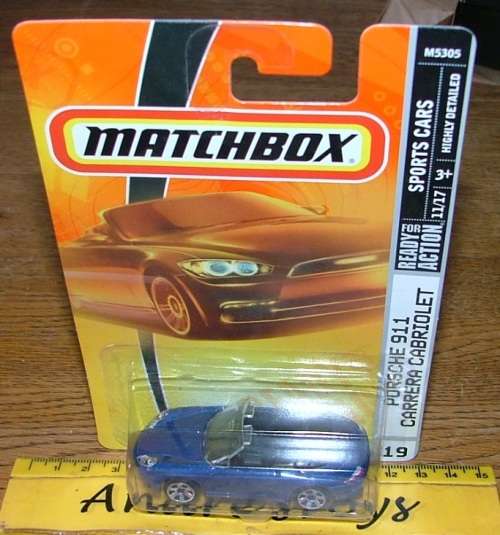 M5305
MATCHBOX
SPORTS CARS
HIGHLY DETAILED
3+
READY FOR ACTION
11/17
PORSCHE 911
CARRERA CABRIOLET
19